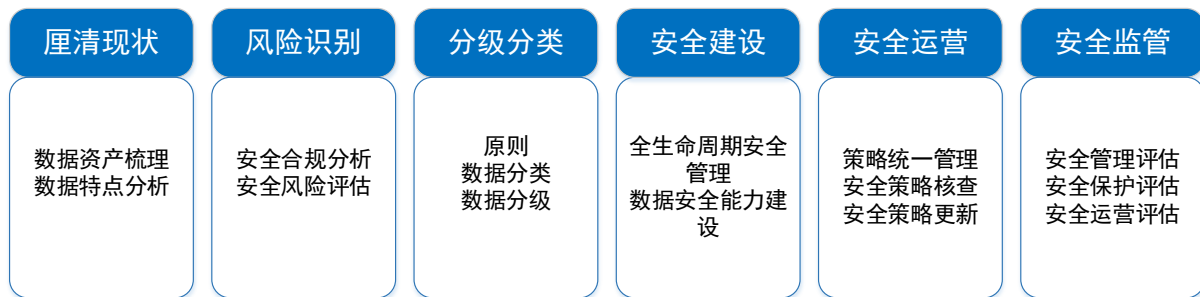 厘清现状
数据资产梳理
数据特点分析
风险识别
安全合规分析
安全风险评估
分级分类
原则
数据分类
数据分级
安全建设
全生命周期安全
管理
数据安全能力建
设
安全运营
策略统一管理
安全策略核查
安全策略更新
安全监管
安全管理评估
安全保护评估
安全运营评估